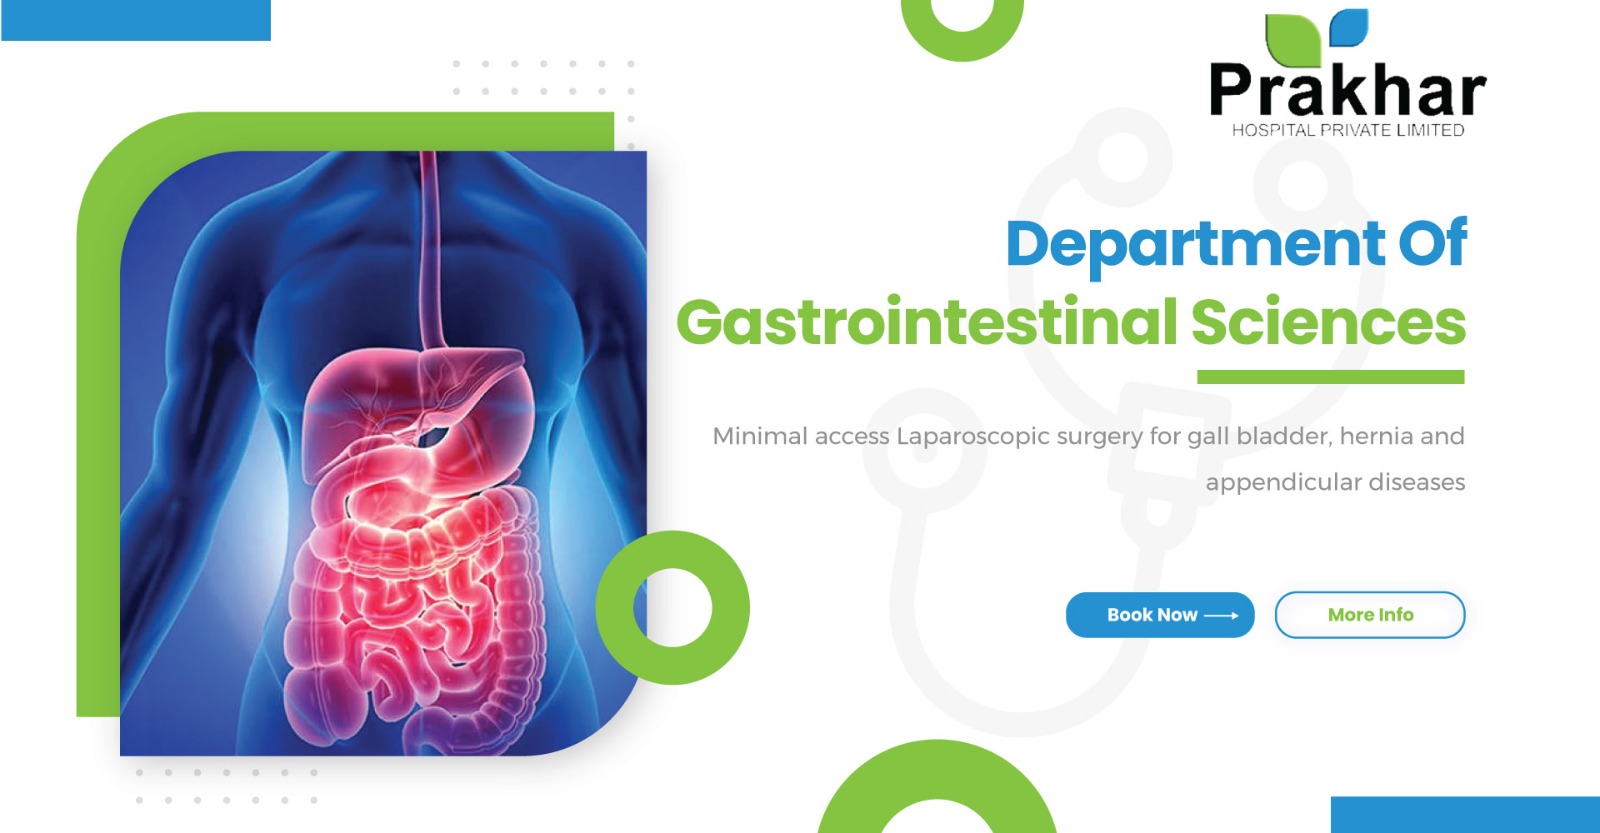 Prakhar
HOSPITAL PRIVATE LIMITED
Department Of
Gastrointestinal Sciences
Minimal access Laparoscopic surgery for gall bladder, hernia and
appendicular diseases
Book Now
More Info